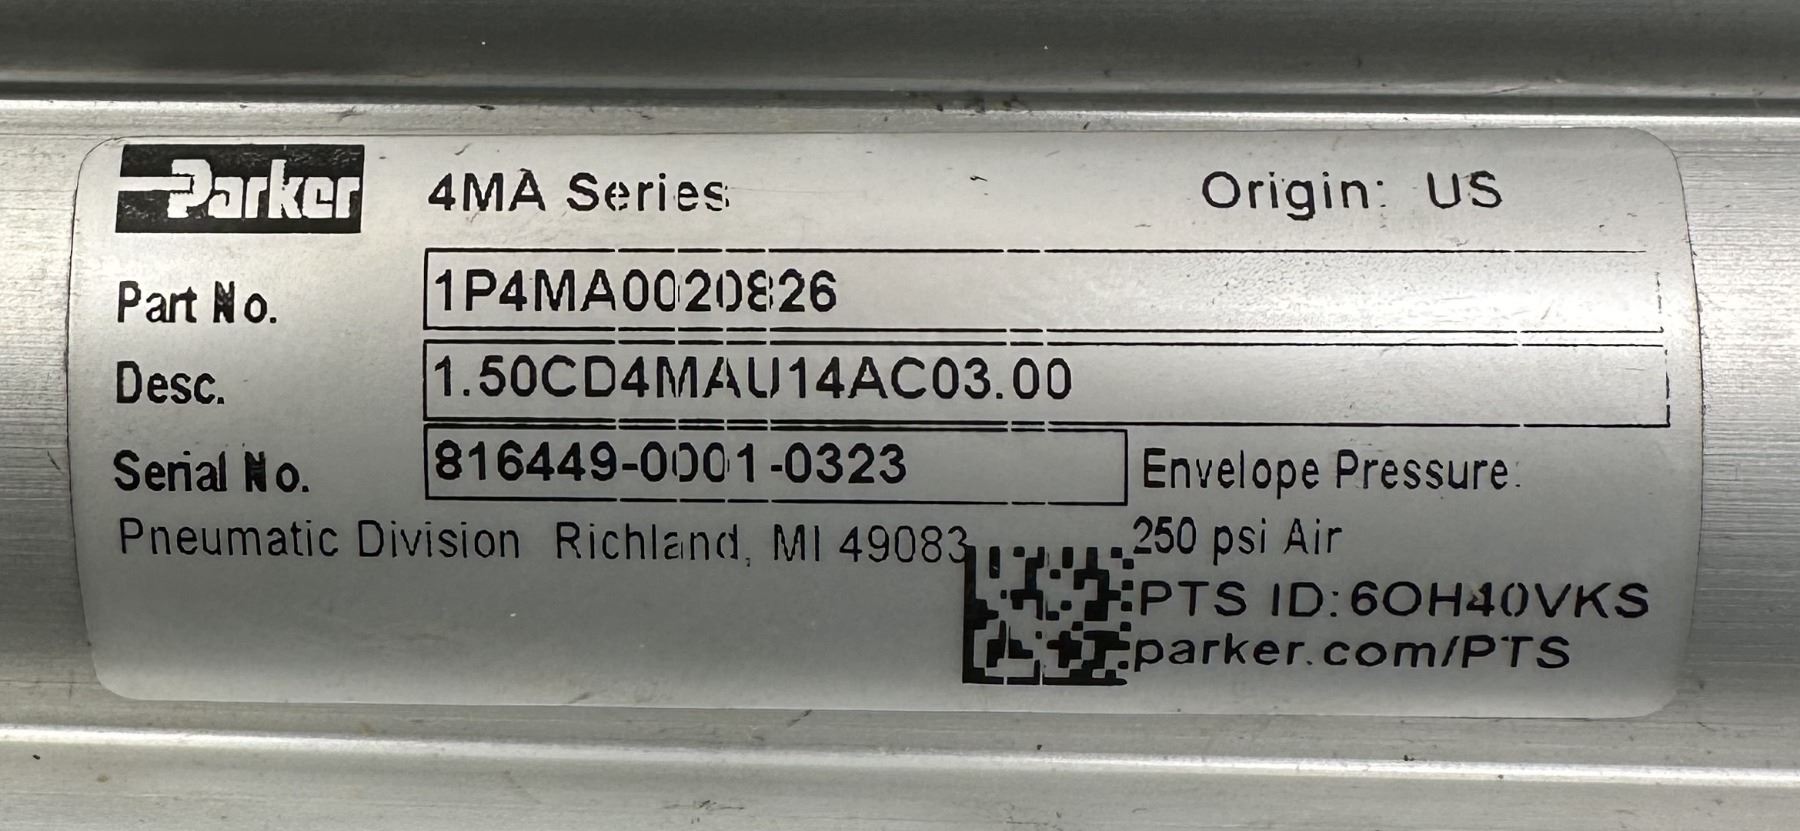 Parker 4MA Series Origin: US
Part No. 1P4MA0020826
Desc. 1.50CD4MAU14AC03.00
Serial No. 816449-0001-0323 Envelope Pressure:
Pneumatic Division Richland, MI 49083 250 psi Air
PTS ID:6OH40VKS
parker.com/PTS